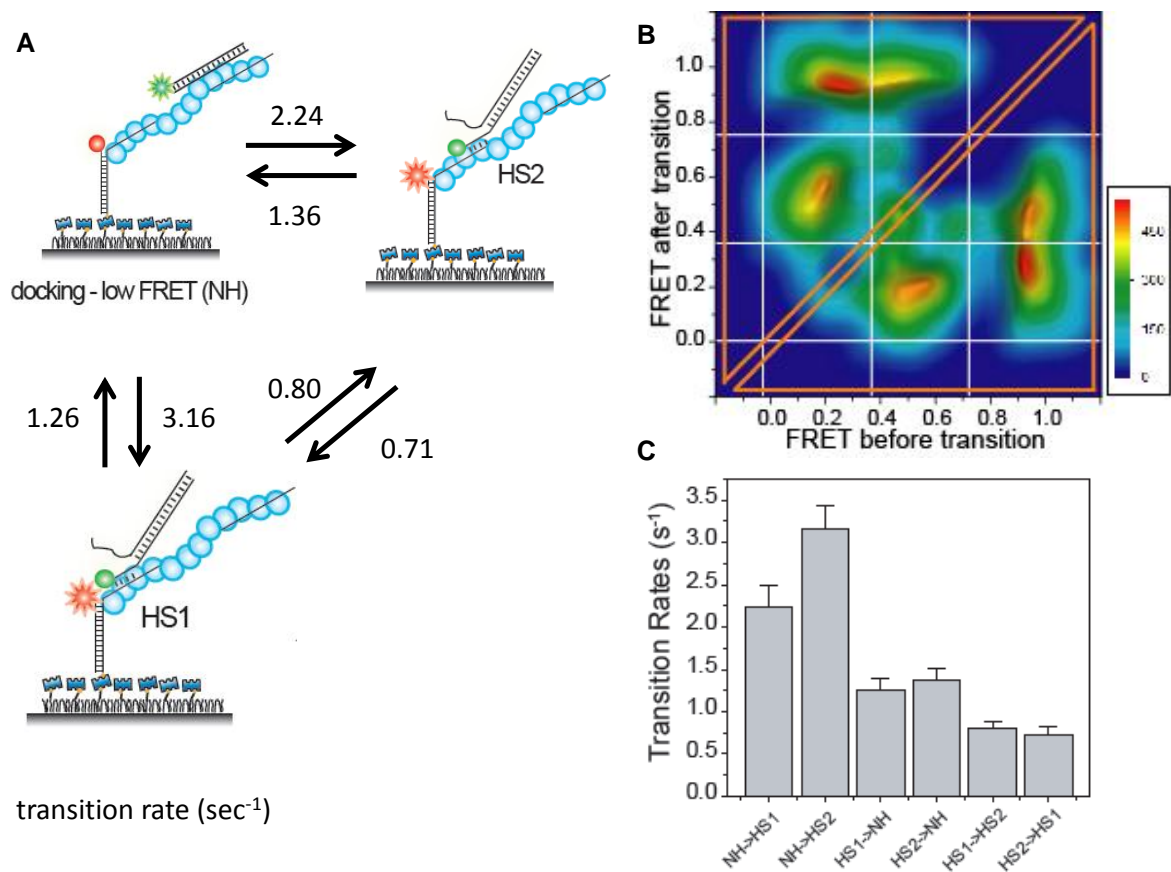 A
2.24
1.36
HS2
docking - low FRET (NH)
1.26
3.16
0.80
0.71
HS1
transition rate (sec-1)
B
FRET after transition
1.0
0.8
0.6
0.4
0.2
0.0
0.0 0.2 0.4 0.6 0.8 1.0
FRET before transition
450
300
150
0
C
Transition Rates (s-1)
3.5
3.0
2.5
2.0
1.5
1.0
0.5
0.0
NH->HS1
NH->HS2
HS1->NH
HS2->NH
HS1->HS2
HS2->HS1